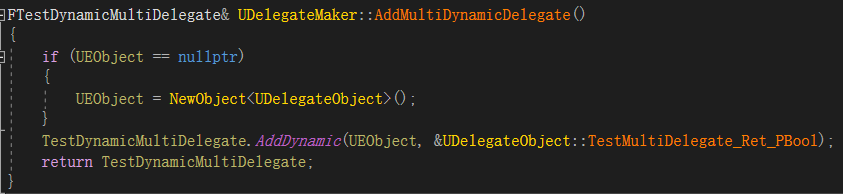 FTestDynamicMultiDelegate& UDelegateMaker::AddMultiDynamicDelegate()
{
if (UEObject == nullptr)
{
UEObject = NewObject<UDelegateObject>();
}
TestDynamicMultiDelegate.AddDynamic(UEObject, &UDelegateObject::TestMultiDelegate_Ret_PBool);
return TestDynamicMultiDelegate;
}